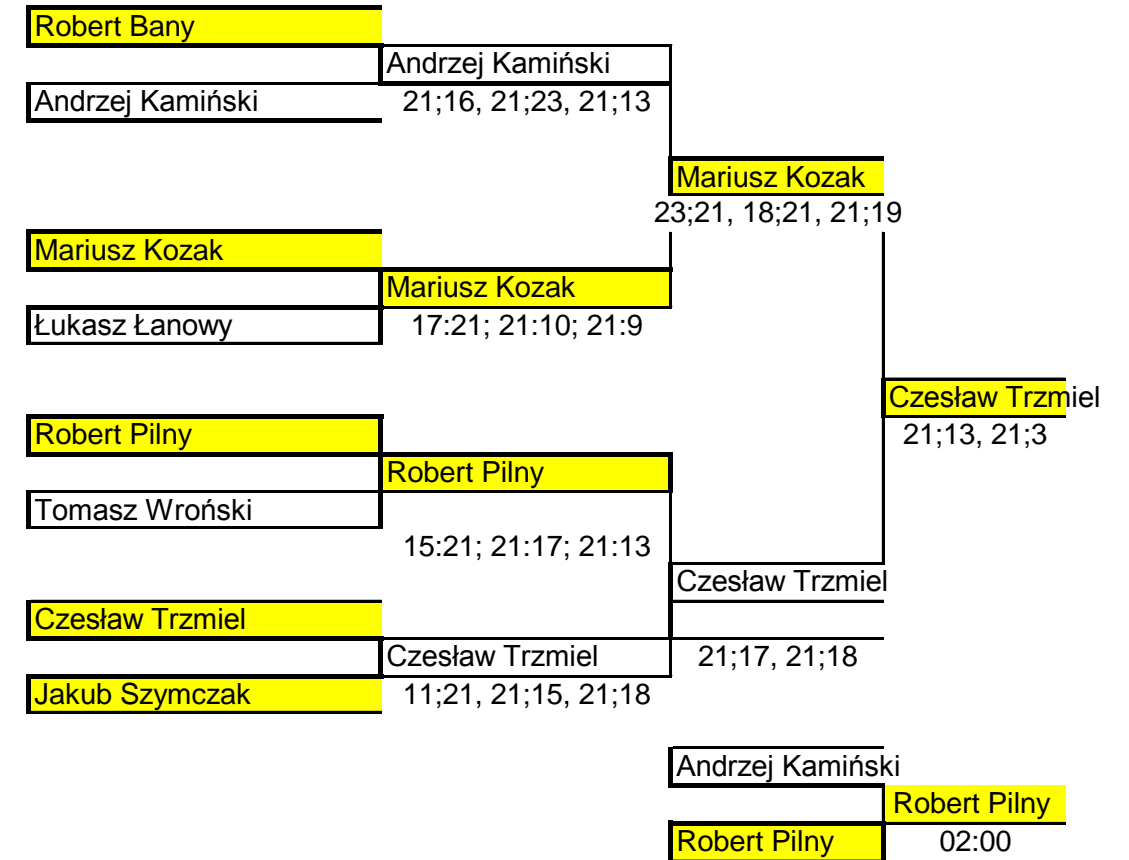 Robert Bany
Andrzej Kamiński
Andrzej Kamiński
21;16, 21;23, 21;13
Mariusz Kozak
23;21, 18;21, 21;19
Mariusz Kozak
Mariusz Kozak
Łukasz Łanowy
17:21; 21:10; 21:9
Czesław Trzmiel
21;13, 21;3
Robert Pilny
Robert Pilny
Tomasz Wroński
15:21; 21:17; 21:13
Czesław Trzmiel
Czesław Trzmiel
Czesław Trzmiel
21;17, 21;18
Jakub Szymczak
11;21, 21;15, 21;18
Andrzej Kamiński
Robert Pilny
Robert Pilny
02:00